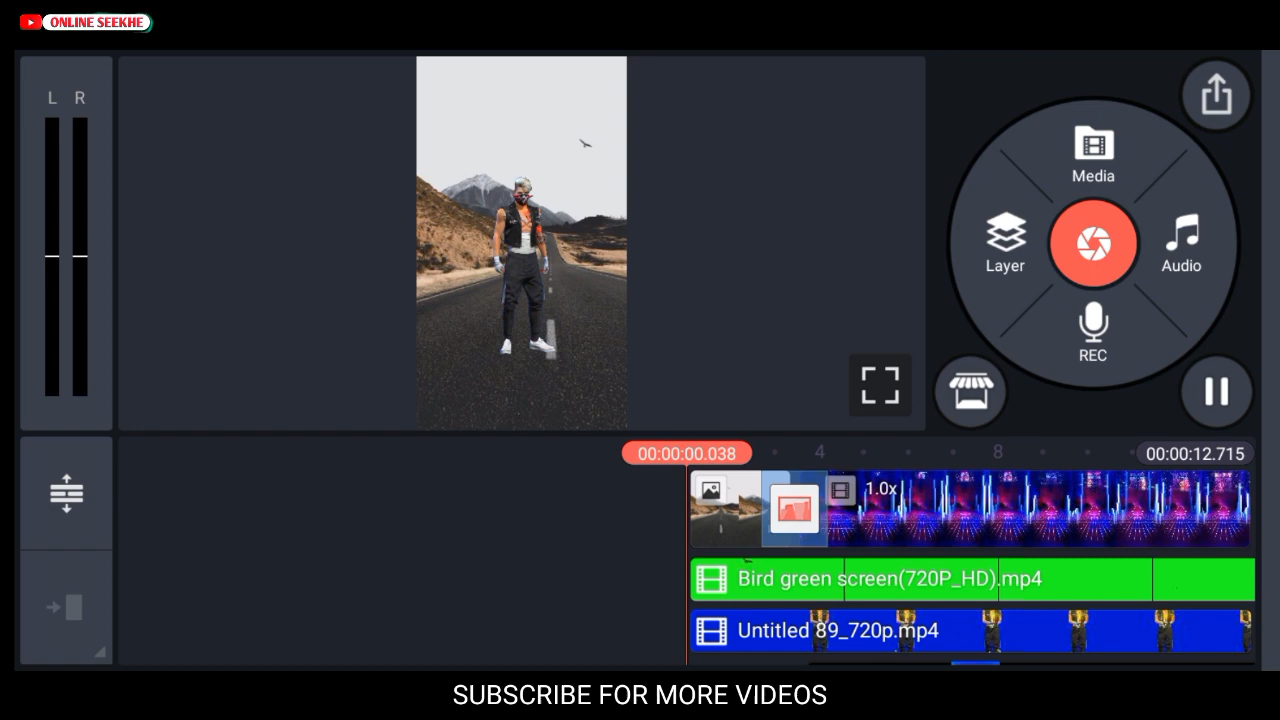 ONLINE SEEKHE
L R
Media
Layer
Audio
REC
00:00:00.038
4
8
00:00:12.715
1.0x
Bird green screen(720P_HD).mp4
Untitled 89_720p.mp4
SUBSCRIBE FOR MORE VIDEOS